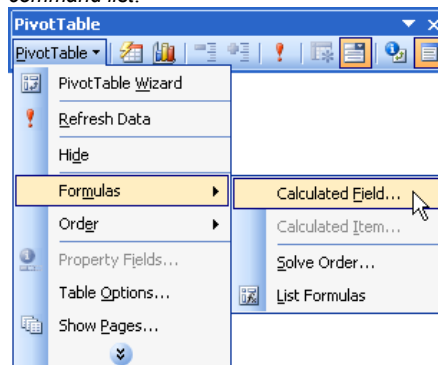 command list.
PivotTable
PivotTable
PivotTable Wizard
Refresh Data
Hide
Formulas
Calculated Field...
Order
Calculated Item...
Property Fields...
Solve Order...
Table Options...
List Formulas
Show Pages...